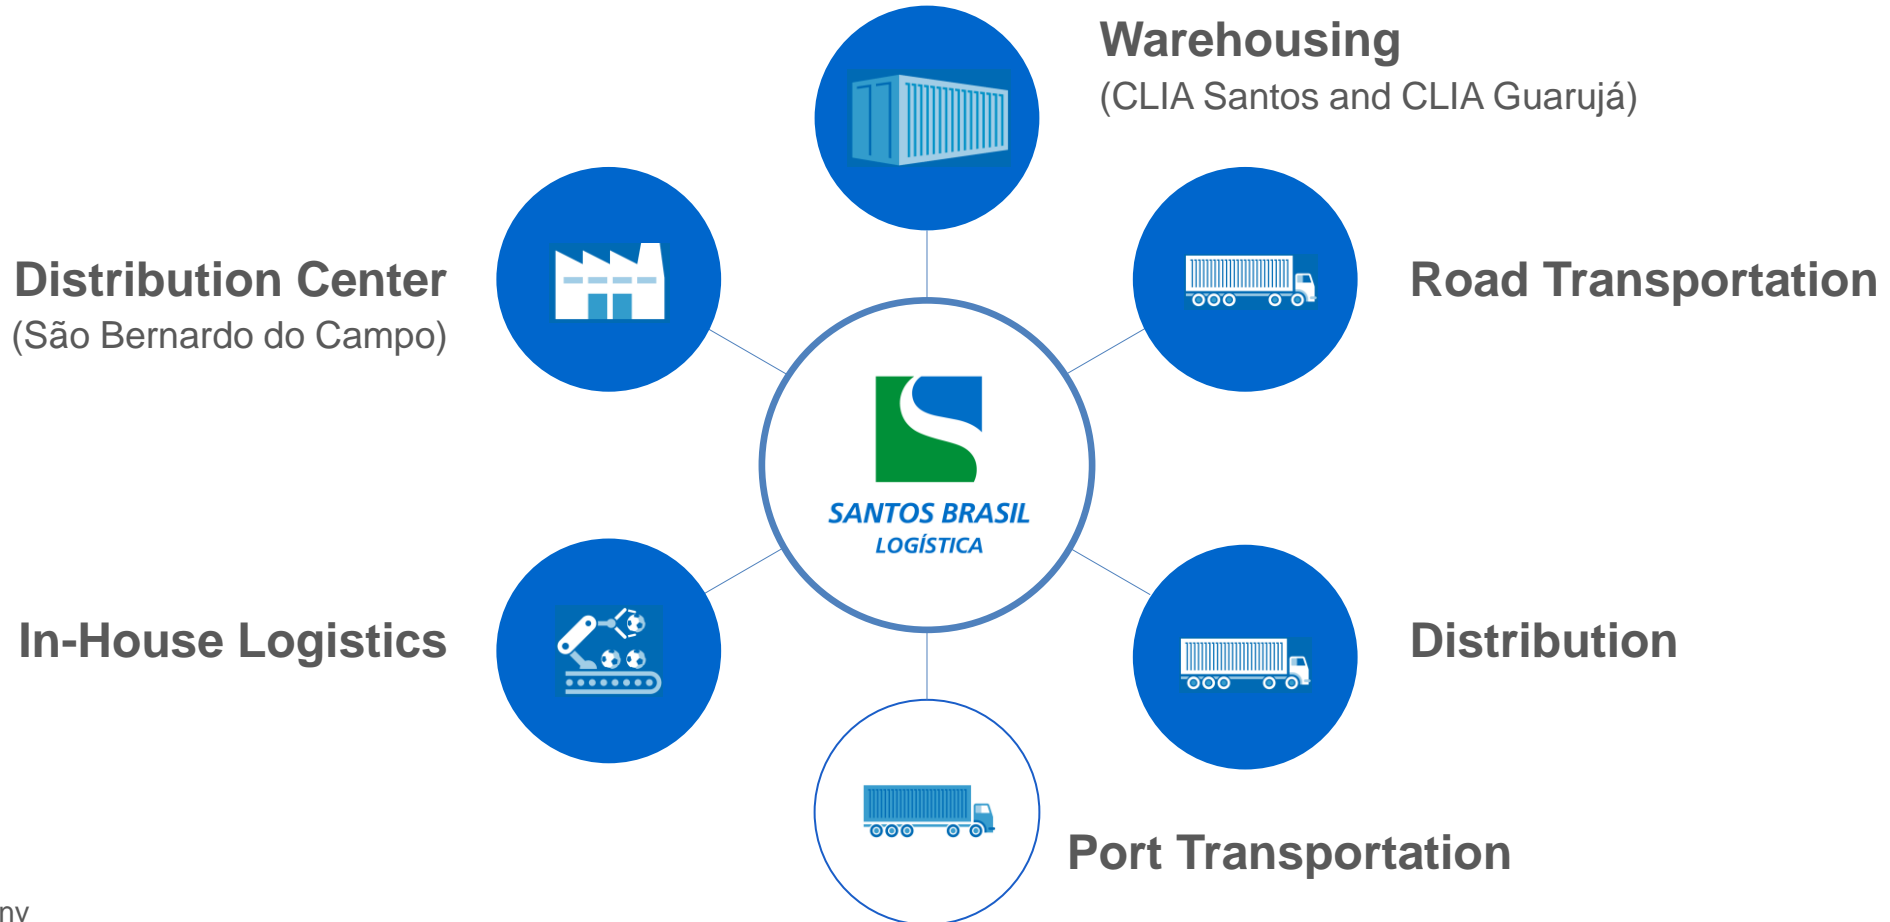 Warehousing
(CLIA Santos and CLIA Guarujá)
Distribution Center
(São Bernardo do Campo)
Road Transportation
SANTOS BRASIL
LOGÍSTICA
In-House Logistics
Distribution
Port Transportation